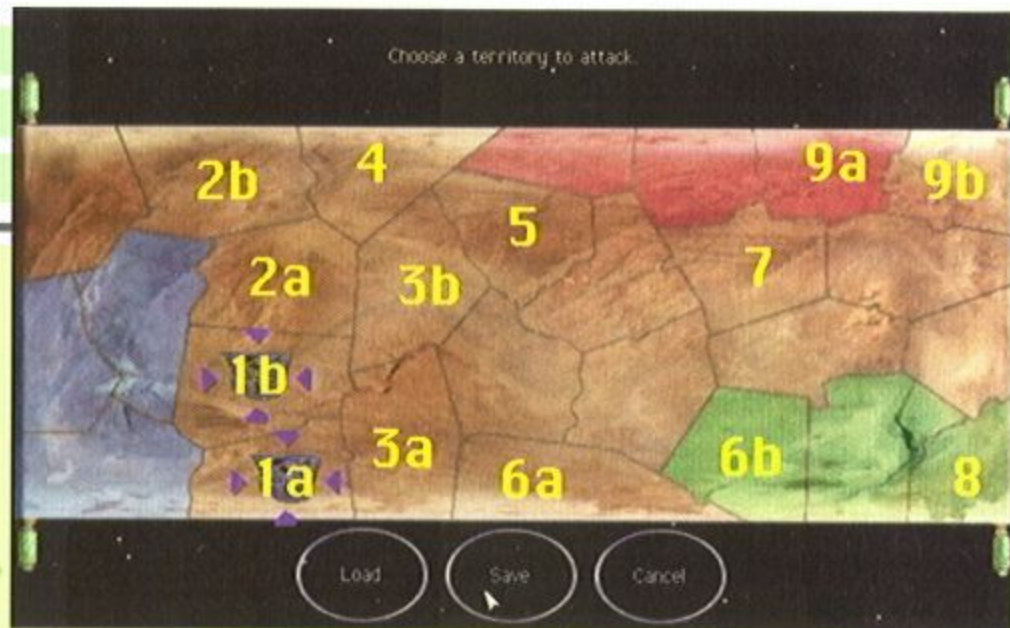 Choose a territory to attack.
4
9a
2b
9b
5
2a
3b
7
1b
3a
6b
1a
6a
8
Load
Save
Cancel